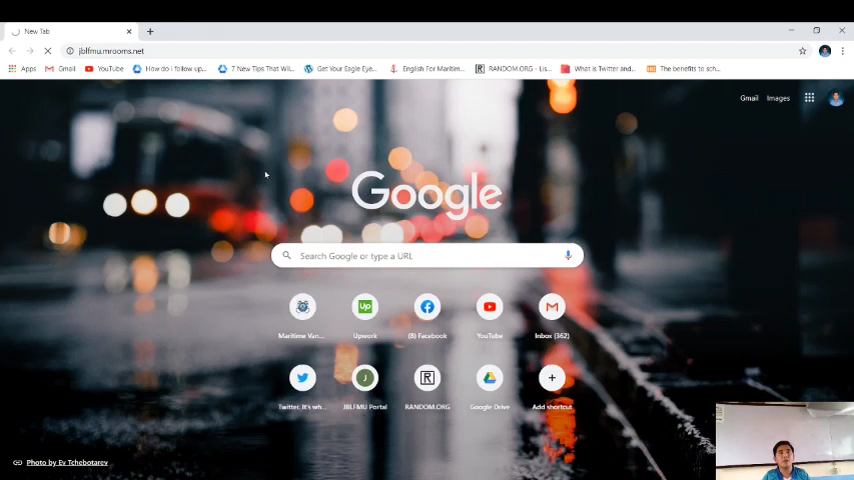 New Tab
jblfmu.mrooms.net
Apps
Gmail
YouTube
How do i follow up...
7 New Tips That Wil...
Get Your Eagle Eye...
English For Maritim...
RANDOM.ORG - Lis...
What is Twitter and...
The benefits to sch...
Gmail
Images
Google
Search Google or type a URL
Up
Maritime Van...
Upwork
(8) Facebook
YouTube
Inbox (362)
J
R
Twitter. It's wh...
JBLFMU Portal
RANDOM.ORG
Google Drive
Add shortcut
Photo by Ev Tchebotarev